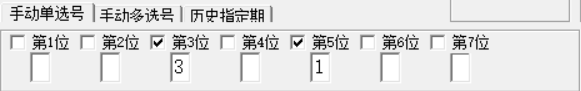 手动单选号 手动多选号 历史指定期
第1位 第2位 第3位 第4位 第5位 第6位 第7位
3 1